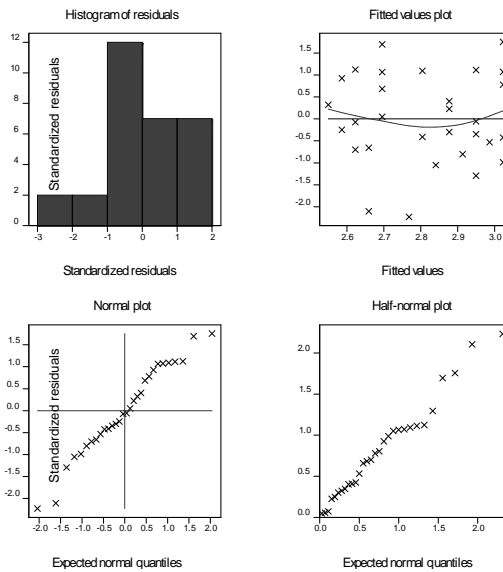 Histogram of residuals
12
10
8
6
4
2
0
Standardized residuals
-3 -2 -1 0 1 2
Standardized residuals
Fitted values plot
1.5
1.0
0.5
0.0
-0.5
-1.0
-1.5
-2.0
2.6 2.7 2.8 2.9 3.0
Fitted values
Normal plot
1.5
1.0
0.5
0.0
-0.5
-1.0
-1.5
-2.0
Standardized residuals
-2.0 -1.5 -1.0 -0.5 0.0 0.5 1.0 1.5 2.0
Expected normal quantiles
Half-normal plot
2.0
1.5
1.0
0.5
0.0
0.0 0.5 1.0 1.5 2.0
Expected normal quantiles